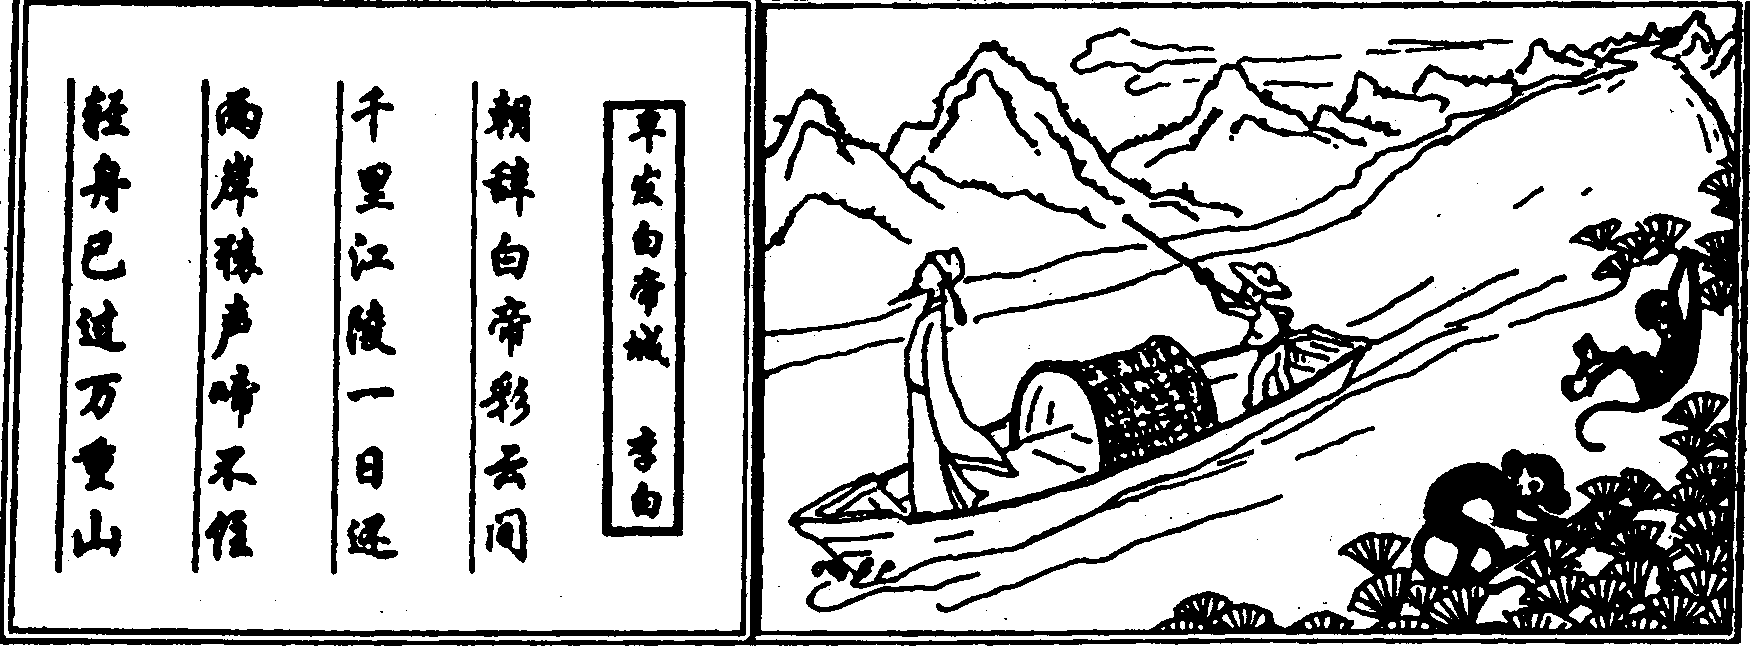 早发白帝城 李白
朝辞白帝彩云间
千里江陵一日还
两岸猿声啼不住
轻舟已过万重山